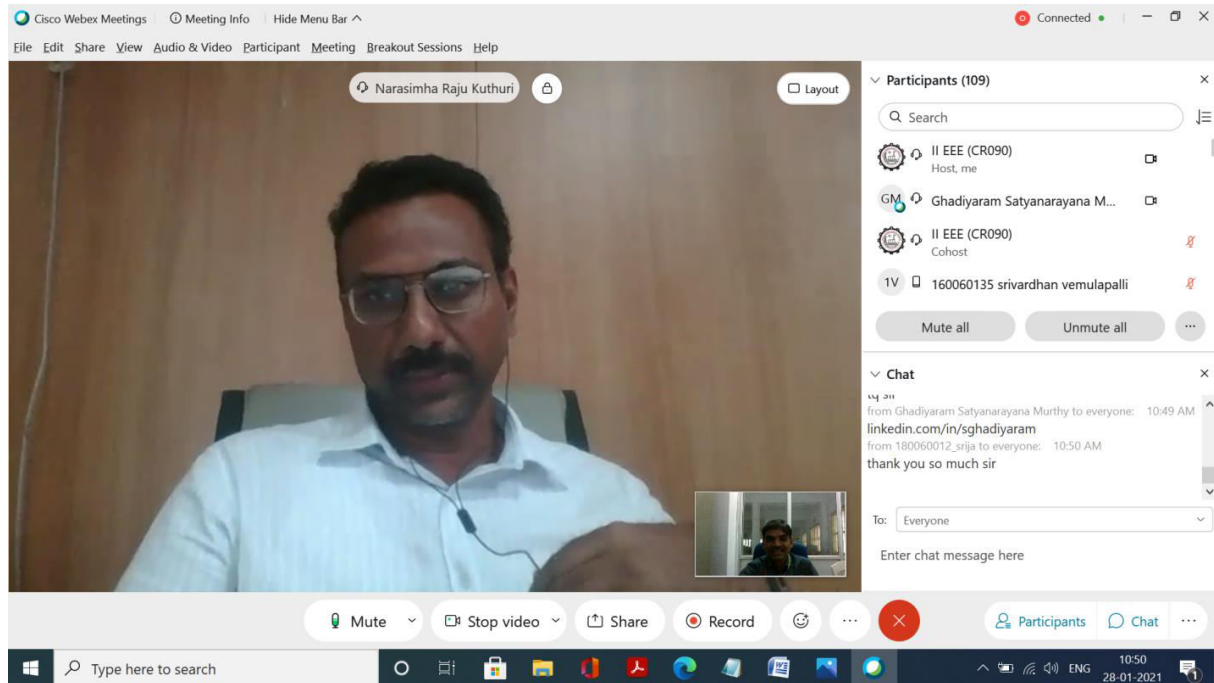 Cisco Webex Meetings Meeting Info Hide Menu Bar
Connected
File Edit Share View Audio & Video Participant Meeting Breakout Sessions Help
Narasimha Raju Kuthuri
Layout
Participants (109)
Search
II EEE (CR090)
Host, me
GM Ghadiyaram Satyanarayana M...
II EEE (CR090)
Cohost
1V 160060135 srivardhan vemulapalli
Mute all Unmute all ...
Chat
from Ghadiyaram Satyanarayana Murthy to everyone: 10:49 AM
linkedin.com/in/sghadiyaram
from 180060012_srija to everyone: 10:50 AM
thank you so much sir
To: Everyone
Enter chat message here
Mute Stop video Share Record ... Participants Chat ...
Type here to search
ENG
10:50
28-01-2021
1